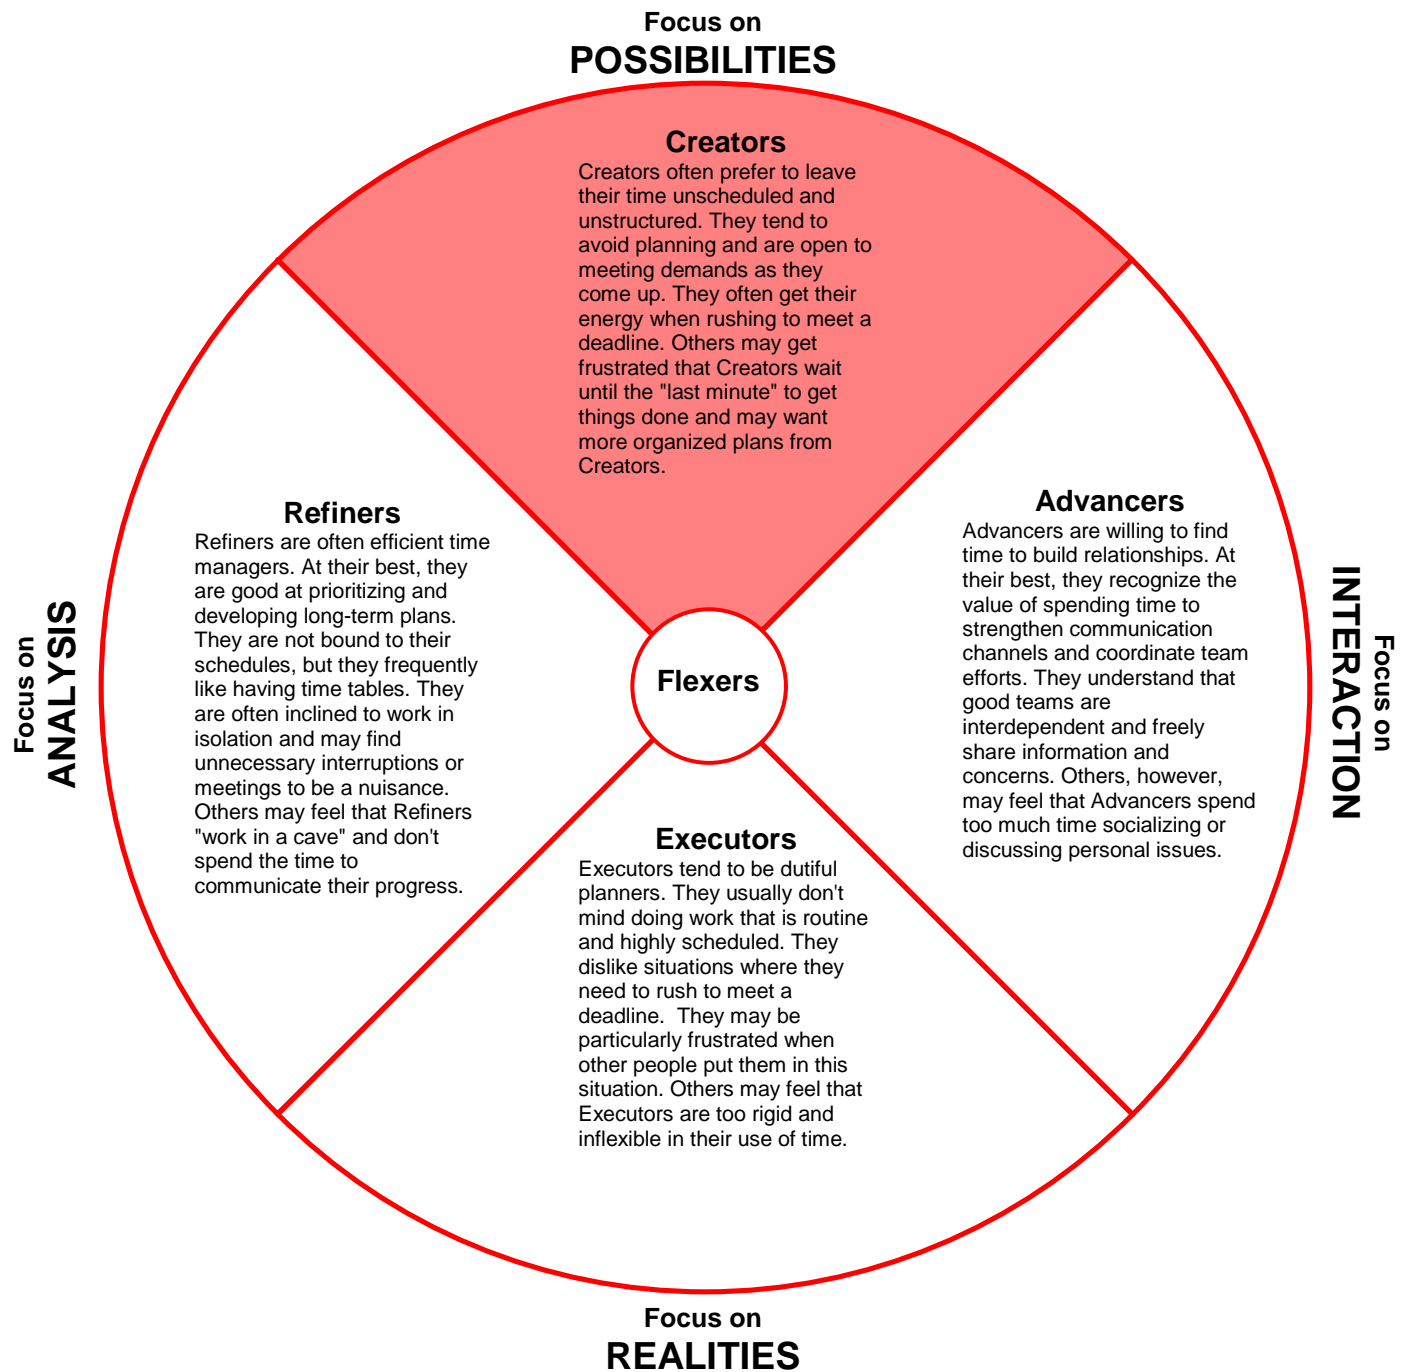 Focus on
POSSIBILITIES
Creators
Creators often prefer to leave
their time unscheduled and
unstructured. They tend to
avoid planning and are open to
meeting demands as they
come up. They often get their
energy when rushing to meet a
deadline. Others may get
frustrated that Creators wait
until the "last minute" to get
things done and may want
more organized plans from
Creators.
Focus on
ANALYSIS
Refiners
Refiners are often efficient time
managers. At their best, they
are good at prioritizing and
developing long-term plans.
They are not bound to their
schedules, but they frequently
like having time tables. They
are often inclined to work in
isolation and may find
unnecessary interruptions or
meetings to be a nuisance.
Others may feel that Refiners
"work in a cave" and don't
spend the time to
communicate their progress.
Flexers
Advancers
Advancers are willing to find
time to build relationships. At
their best, they recognize the
value of spending time to
strengthen communication
channels and coordinate team
efforts. They understand that
good teams are
interdependent and freely
share information and
concerns. Others, however,
may feel that Advancers spend
too much time socializing or
discussing personal issues.
Focus on
INTERACTION
Executors
Executors tend to be dutiful
planners. They usually don't
mind doing work that is routine
and highly scheduled. They
dislike situations where they
need to rush to meet a
deadline.  They may be
particularly frustrated when
other people put them in this
situation. Others may feel that
Executors are too rigid and
inflexible in their use of time.
Focus on
REALITIES